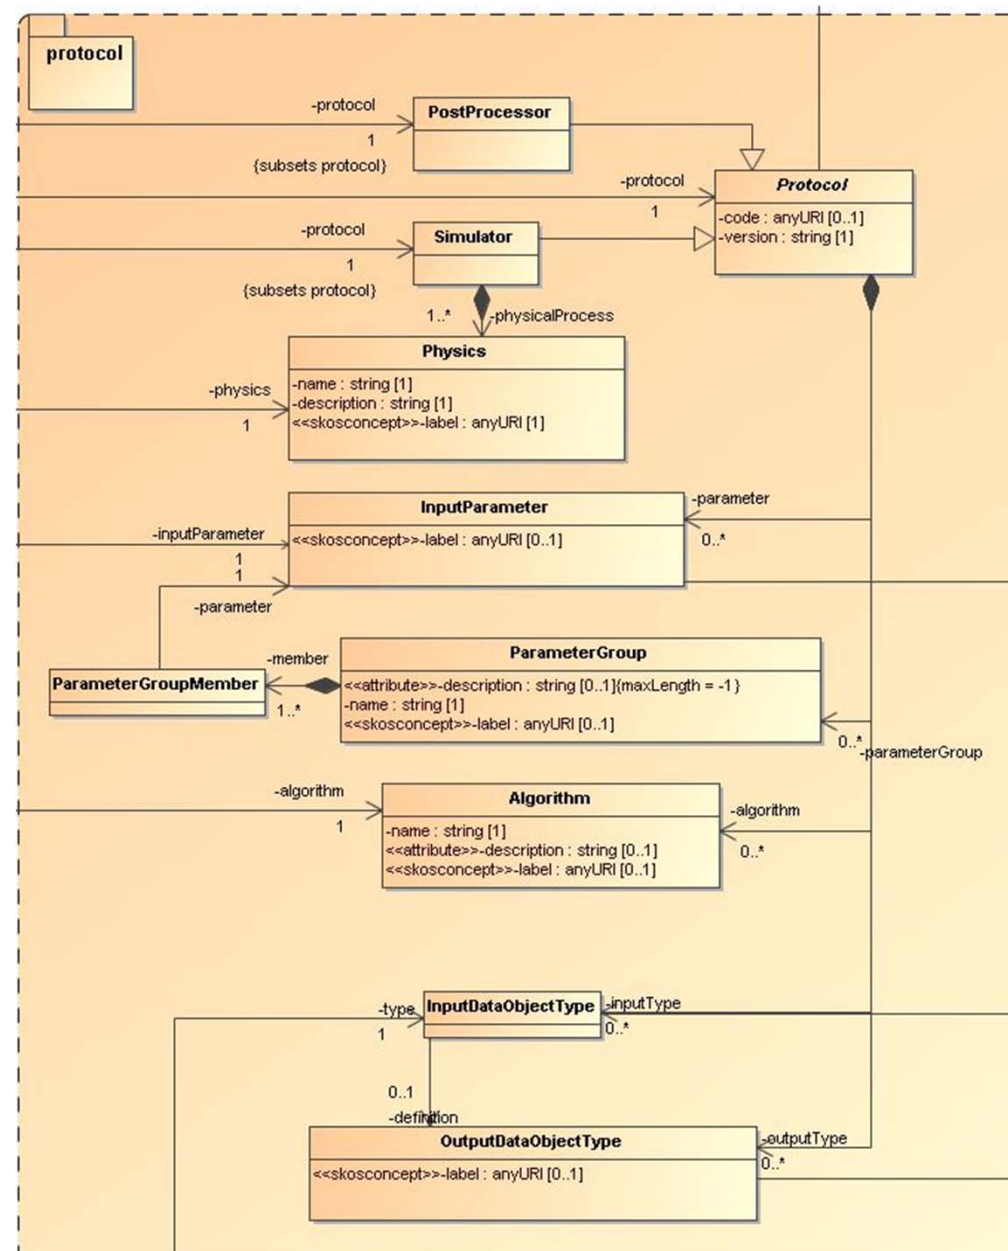 protocol
-protocol
1
{subsets protocol}
PostProcessor
-protocol
1
Protocol
-code : anyURI [0..1]
-version : string [1]
-protocol
1
{subsets protocol}
Simulator
1..*
-physicalProcess
Physics
-name : string [1]
-description : string [1]
<<skosconcept>>-label : anyURI [1]
-physics
1
InputParameter
<<skosconcept>>-label : anyURI [0..1]
-parameter
0..*
-inputParameter
1
1
-parameter
ParameterGroup
<<attribute>>-description : string [0..1]{maxLength = -1 }
-name : string [1]
<<skosconcept>>-label : anyURI [0..1]
-member
1..*
ParameterGroupMember
0..*
-parameterGroup
-algorithm
1
Algorithm
-name : string [1]
<<attribute>>-description : string [0..1]
<<skosconcept>>-label : anyURI [0..1]
-algorithm
0..*
-type
1
InputDataObjectType
-inputType
0..*
0..1
-definition
OutputDataObjectType
<<skosconcept>>-label : anyURI [0..1]
-outputType
0..*